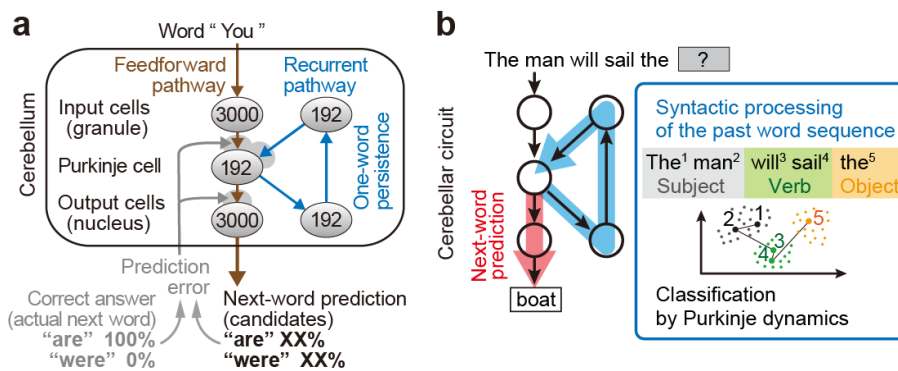 a
Word “ You ”
Feedforward
pathway
Recurrent
pathway
Cerebellum
Input cells
(granule)
3000
192
Purkinje cell
192
One-word
persistence
Output cells
(nucleus)
3000
192
Prediction
error
Correct answer
(actual next word)
“are” 100%
“were” 0%
Next-word prediction
(candidates)
“are” XX%
“were” XX%
b
The man will sail the ?
Cerebellar circuit
Next-word
prediction
boat
Syntactic processing
of the past word sequence
The¹ man² will³ sail⁴ the⁵
Subject Verb Object
2 1 5
3
4
Classification
by Purkinje dynamics